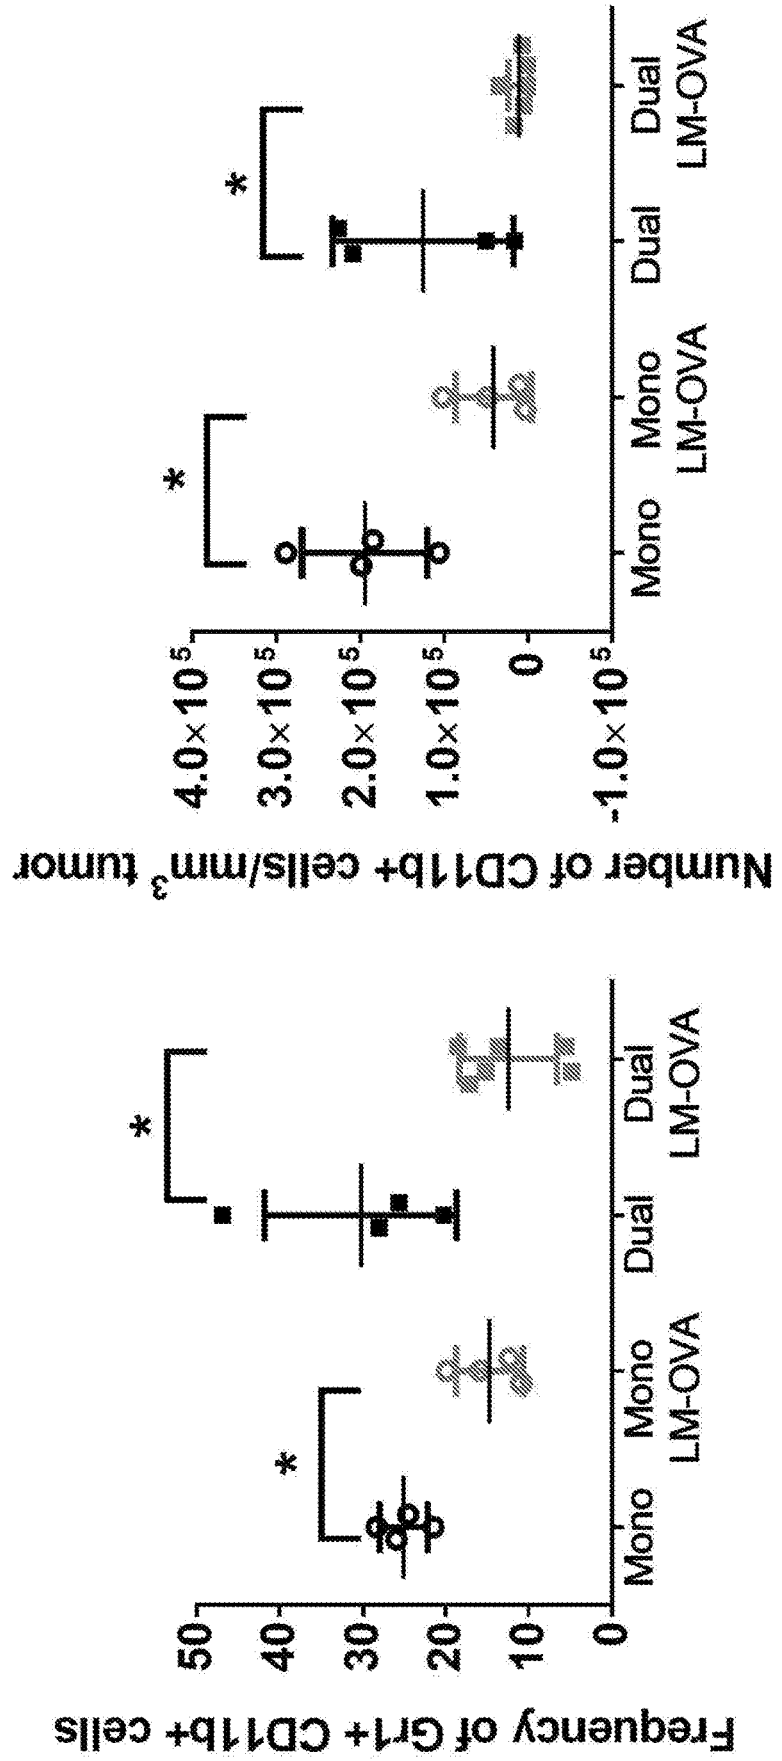 Frequency of Gr1+ CD11b+ cells
50
40
30
20
10
0
*
*
Mono
Mono
LM-OVA
Dual
Dual
LM-OVA
Number of CD11b+ cells/mm³ tumor
4.0×10⁵
3.0×10⁵
2.0×10⁵
1.0×10⁵
0
-1.0×10⁵
*
*
Mono
Mono
LM-OVA
Dual
Dual
LM-OVA